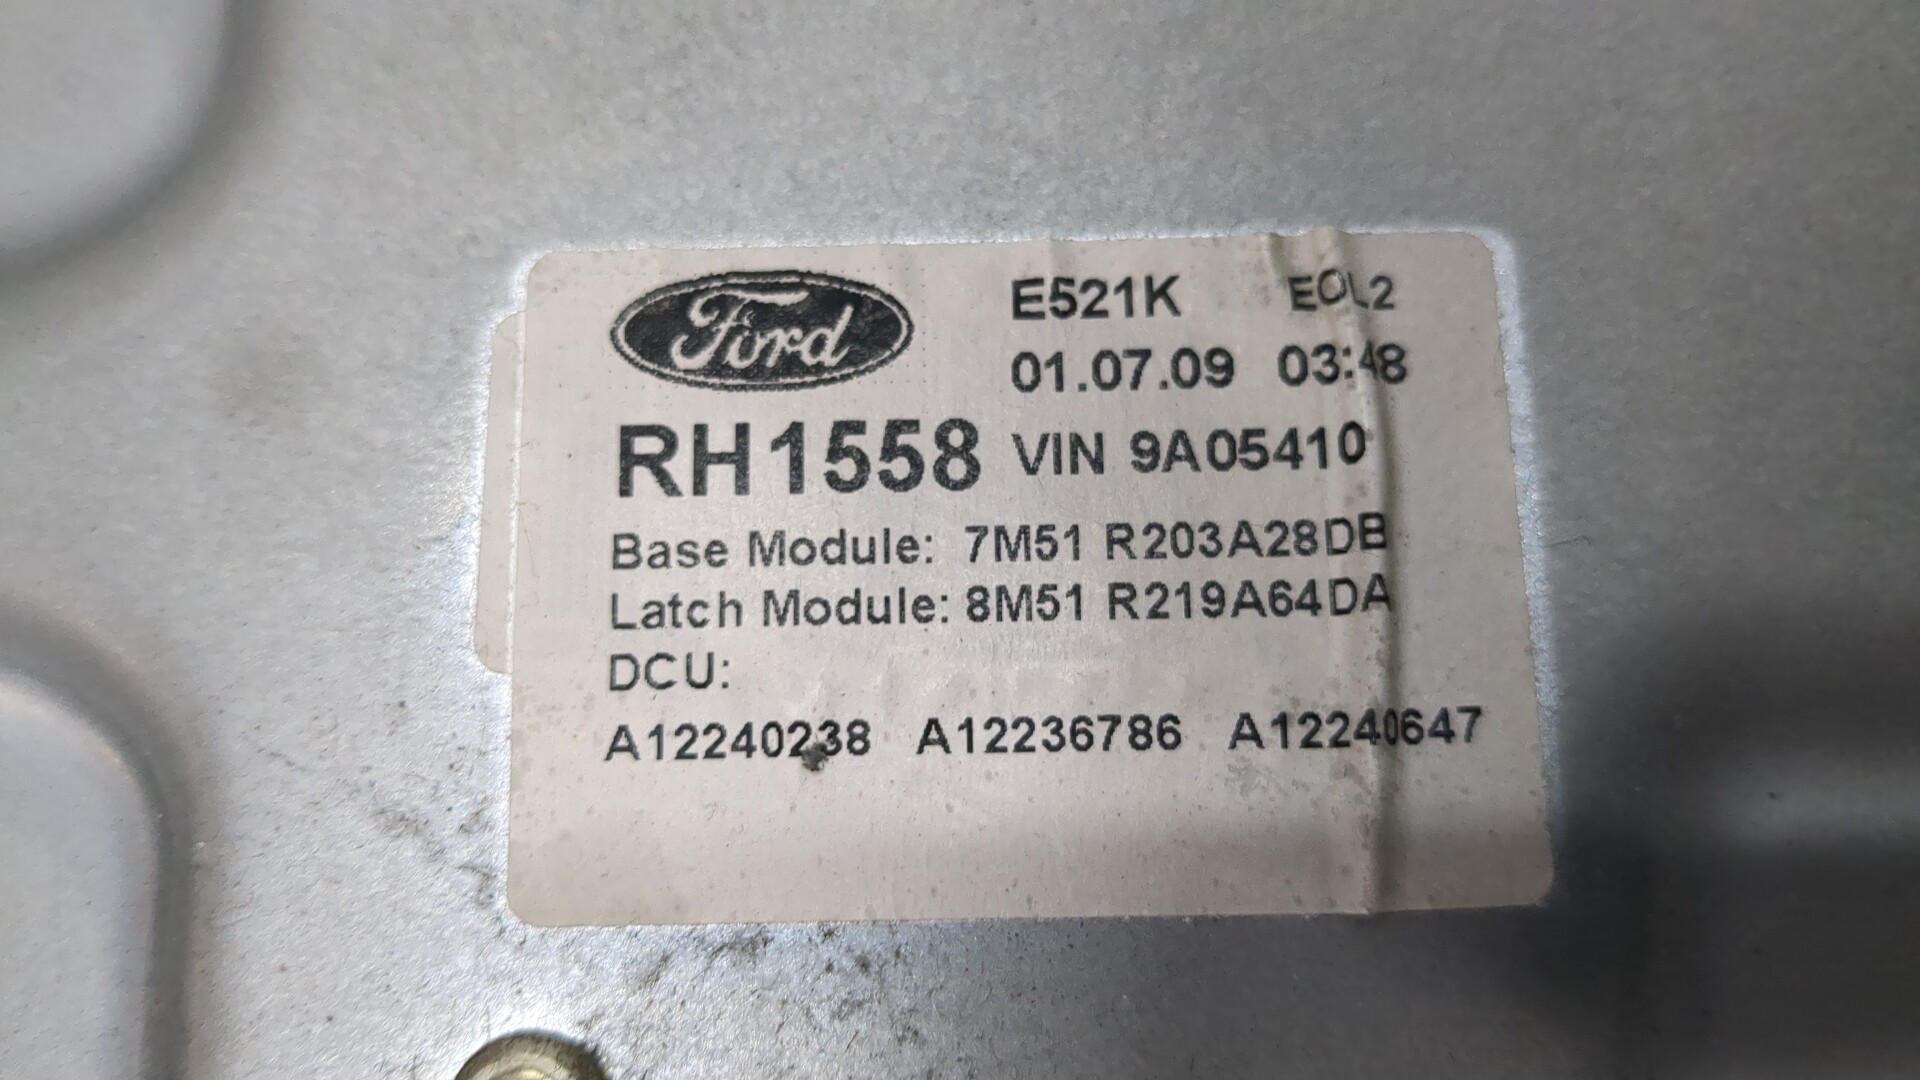 Ford
E521K EOL2
01.07.09 03:48
RH1558 VIN 9A05410
Base Module: 7M51 R203A28DB
Latch Module: 8M51 R219A64DA
DCU:
A12240238 A12236786 A12240647